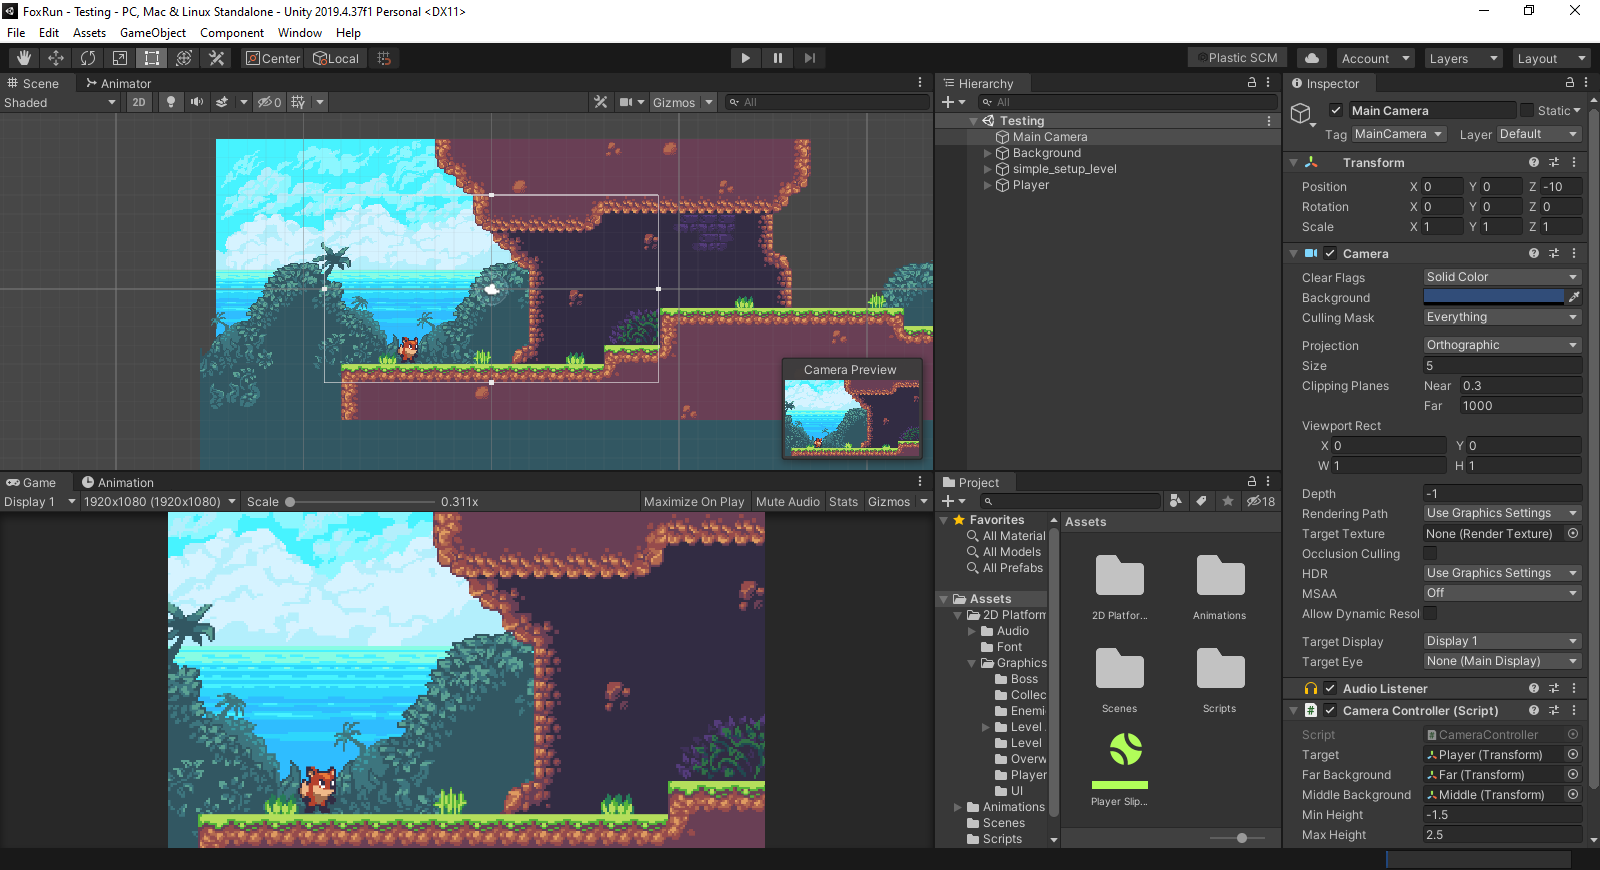 FoxRun - Testing - PC, Mac & Linux Standalone - Unity 2019.4.37f1 Personal <DX11>
File Edit Assets GameObject Component Window Help
Center Local Plastic SCM Account Layers Layout
Scene Animator
Shaded 2D 0 Gizmos All
Camera Preview
Game Animation
Display 1 1920x1080 (1920x1080) Scale 0.311x Maximize On Play Mute Audio Stats Gizmos
Hierarchy
All
Testing
Main Camera
Background
simple_setup_level
Player
Project
18
Favorites
All Material
All Models
All Prefabs
Assets
2D Platform
Audio
Font
Graphics
Boss
Collec
Enemi
Level
Level
Overw
Player
UI
Animations
Scenes
Scripts
Assets
2D Platfor...
Animations
Scenes
Scripts
Player Slip...
Inspector
Main Camera Static
Tag MainCamera Layer Default
Transform
Position X 0 Y 0 Z -10
Rotation X 0 Y 0 Z 0
Scale X 1 Y 1 Z 1
Camera
Clear Flags Solid Color
Background
Culling Mask Everything
Projection Orthographic
Size 5
Clipping Planes Near 0.3
Far 1000
Viewport Rect
X 0 Y 0
W 1 H 1
Depth -1
Rendering Path Use Graphics Settings
Target Texture None (Render Texture)
Occlusion Culling
HDR Use Graphics Settings
MSAA Off
Allow Dynamic Resol
Target Display Display 1
Target Eye None (Main Display)
Audio Listener
# Camera Controller (Script)
Script CameraController
Target Player (Transform)
Far Background Far (Transform)
Middle Background Middle (Transform)
Min Height -1.5
Max Height 2.5